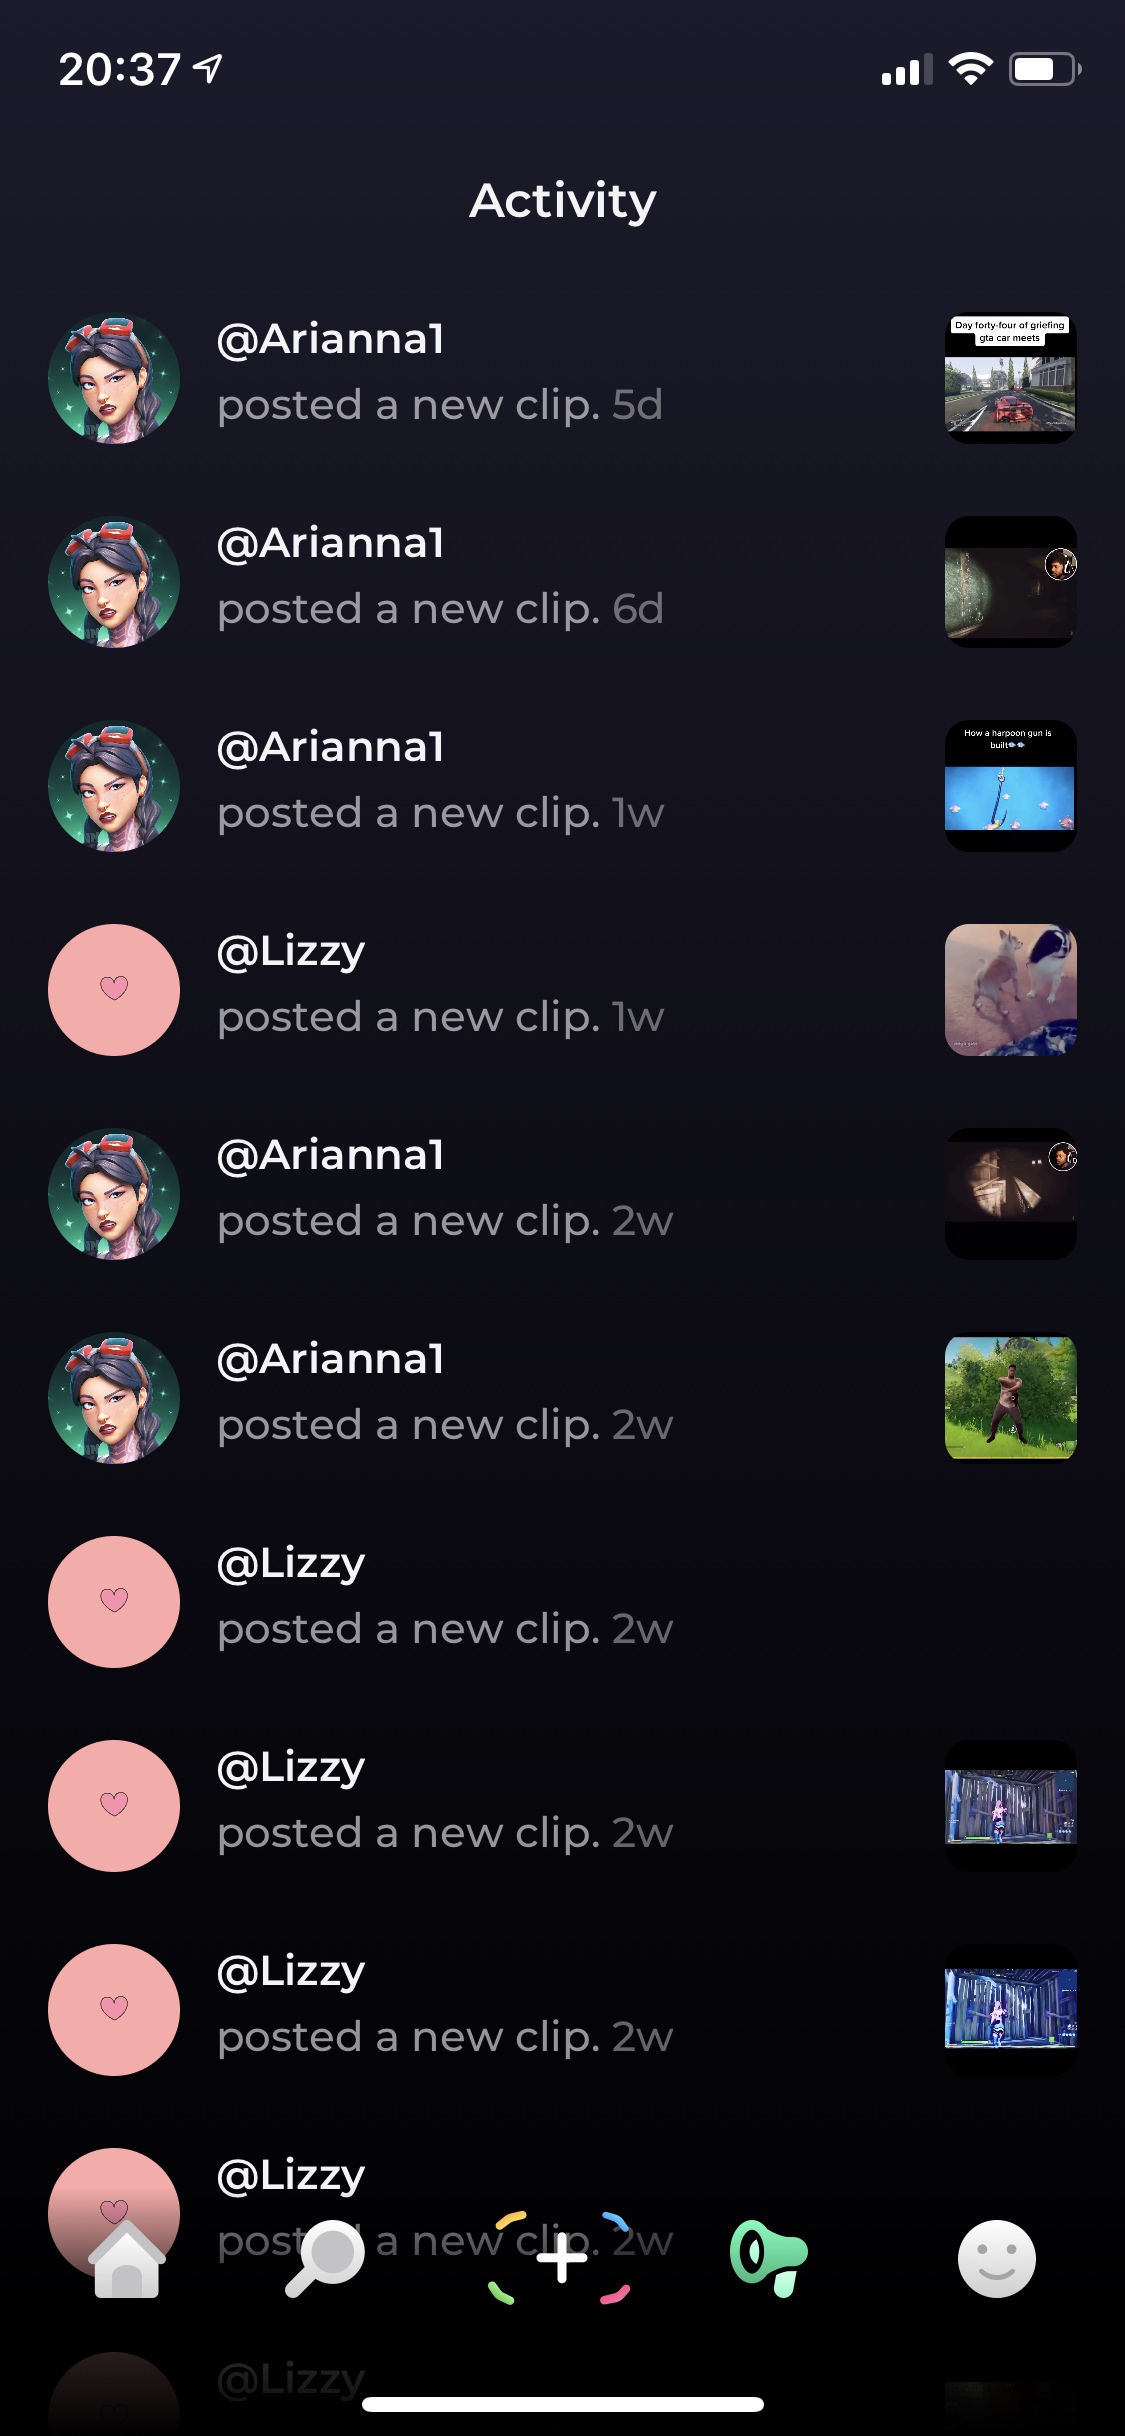 20:37
Activity
@Arianna1
posted a new clip. 5d
Day forty-four of griefing
gta car meets
@Arianna1
posted a new clip. 6d
@Arianna1
posted a new clip. 1w
How a harpoon gun is
built
@Lizzy
posted a new clip. 1w
@Arianna1
posted a new clip. 2w
@Arianna1
posted a new clip. 2w
@Lizzy
posted a new clip. 2w
@Lizzy
posted a new clip. 2w
@Lizzy
posted a new clip. 2w
@Lizzy
posted a new clip. 2w
@Lizzy